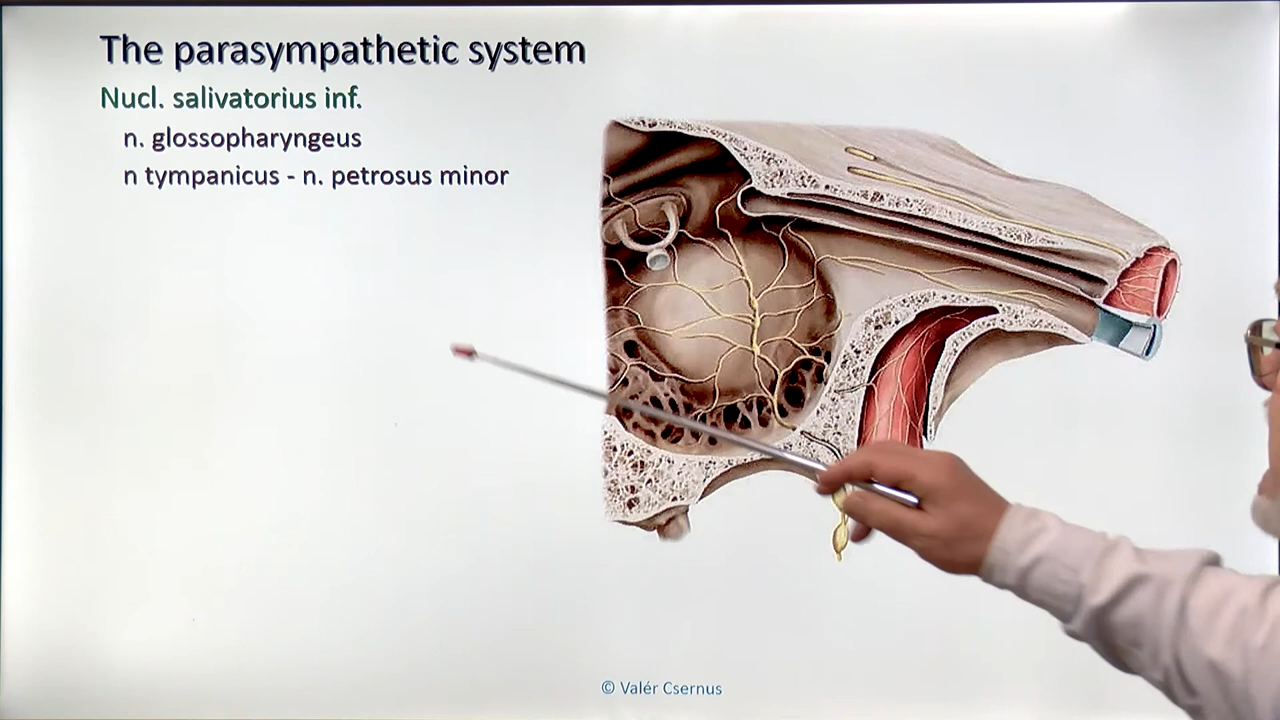 The parasympathetic system
Nucl. salivatorius inf.
n. glossopharyngeus
n tympanicus - n. petrosus minor
© Valér Csernus